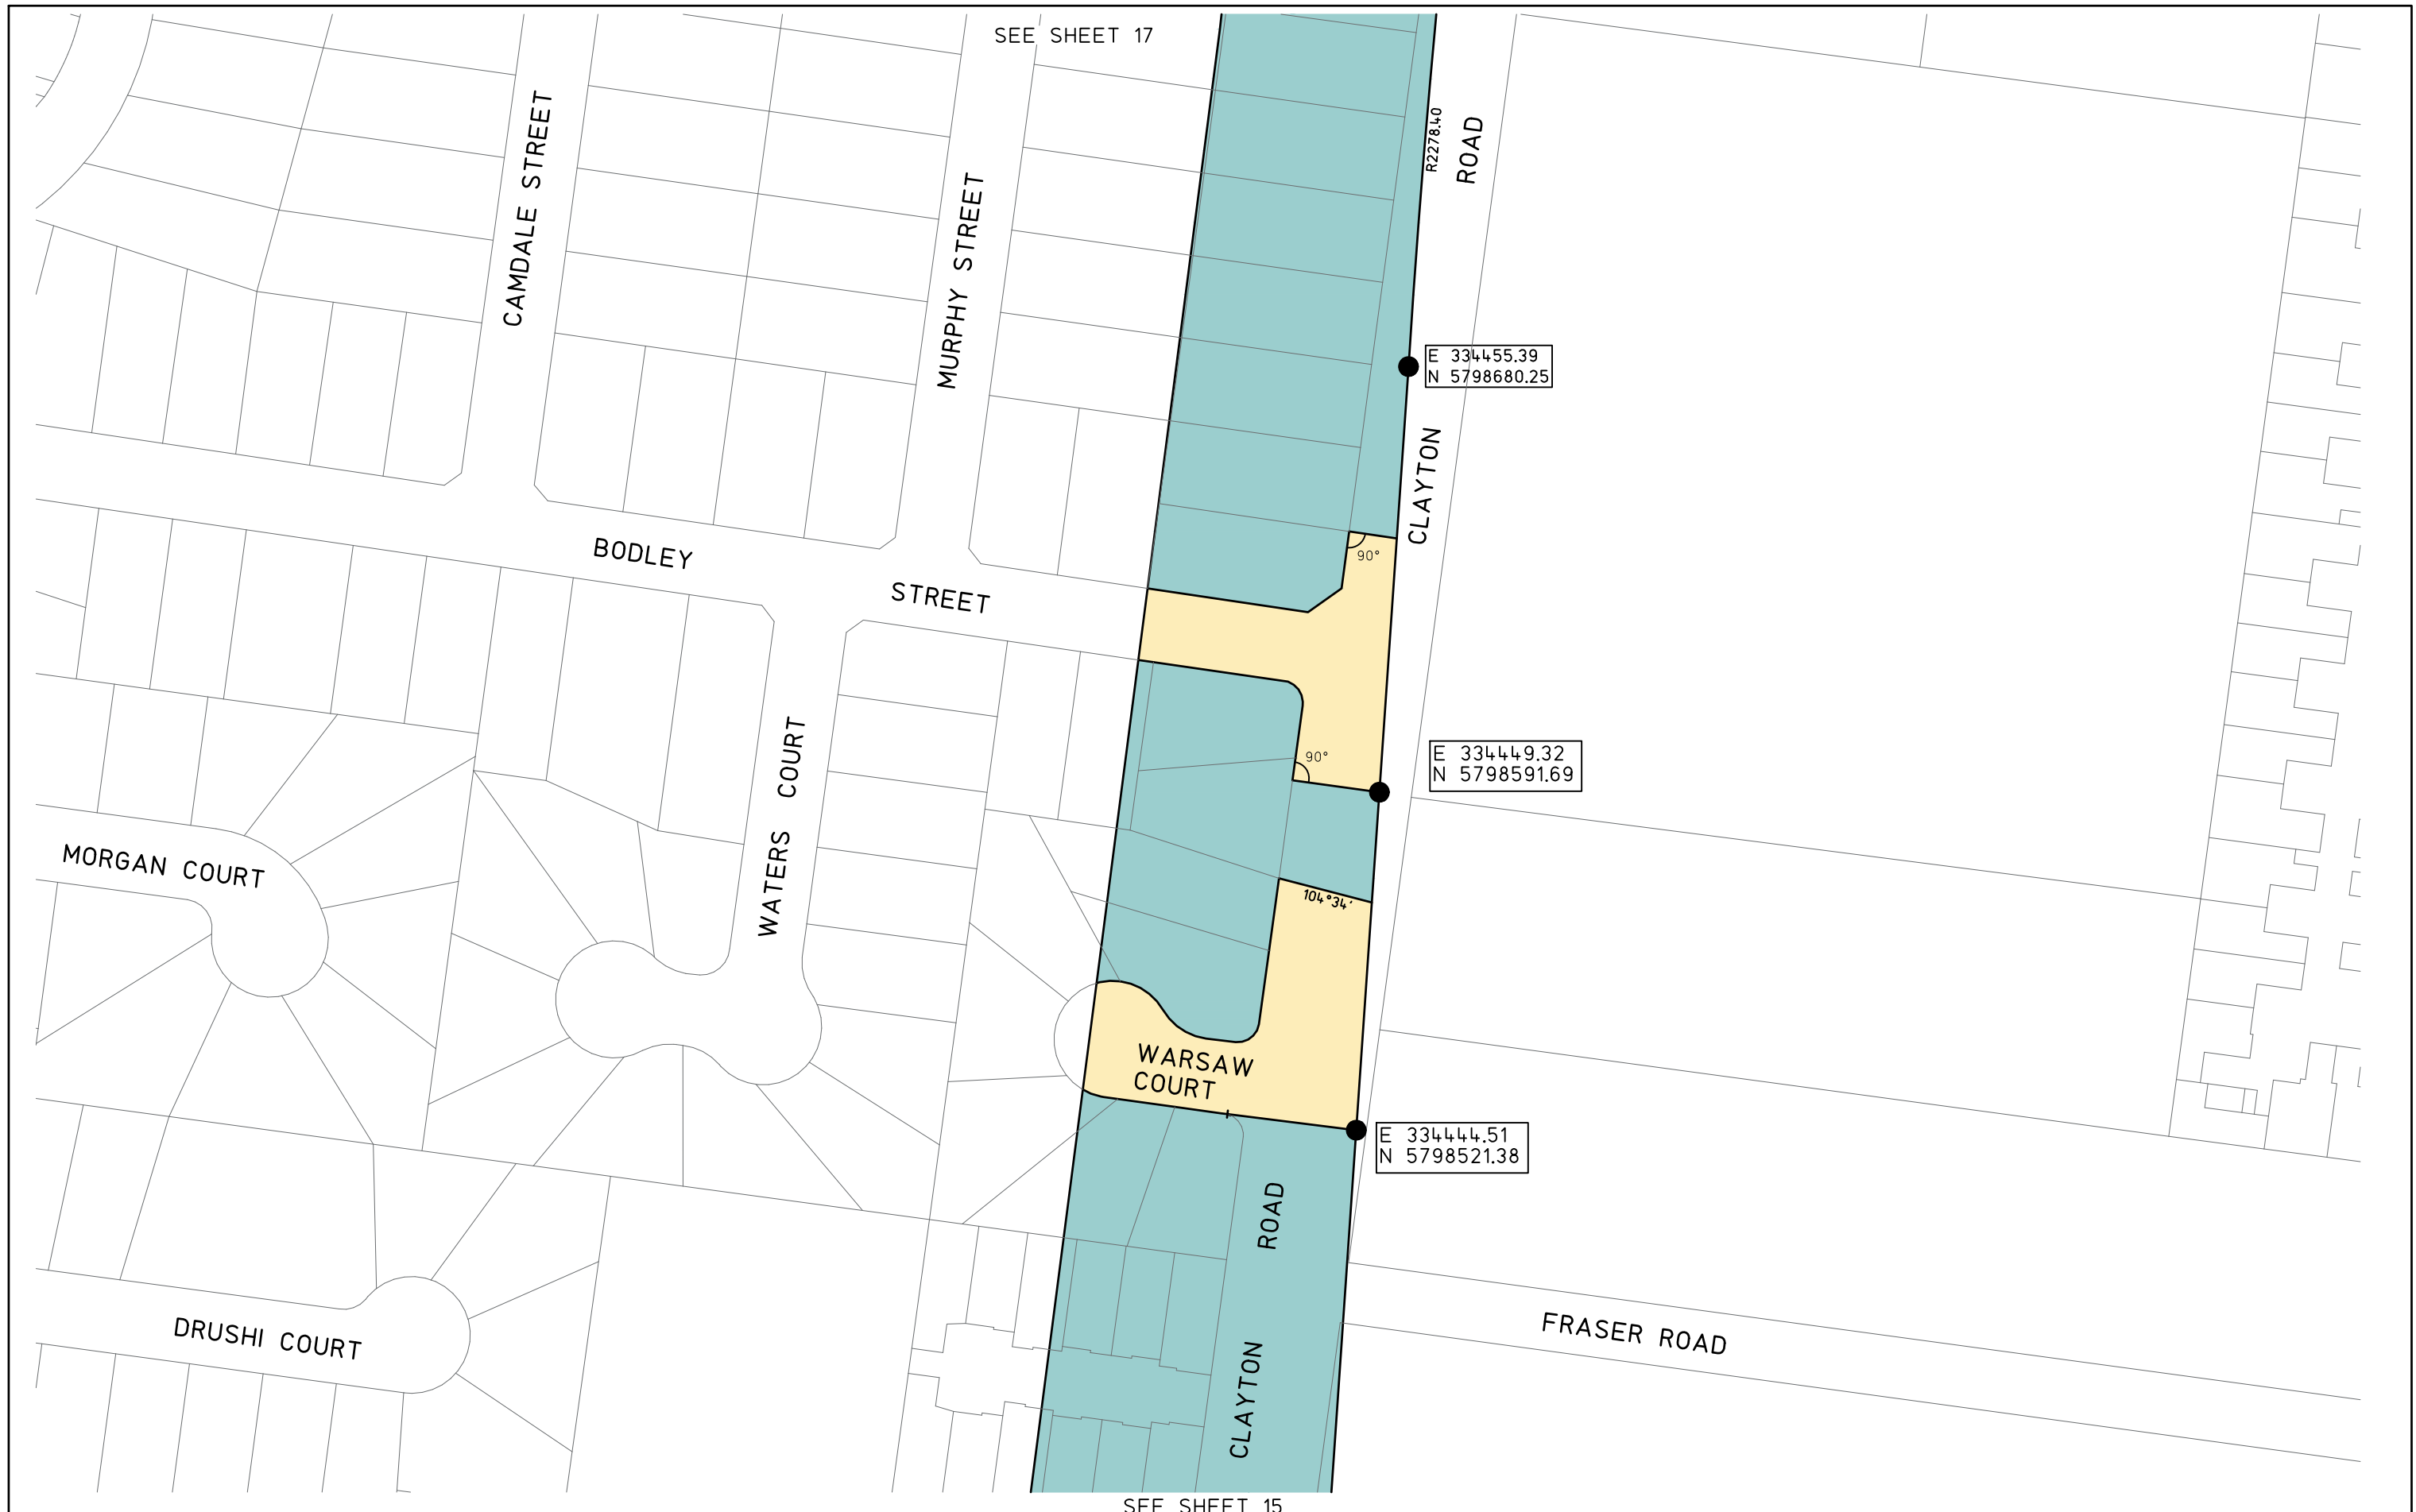 SEE SHEET 17
CAMDALE STREET
MURPHY STREET
R2278.40
ROAD
E 334455.39
N 5798680.25
CLAYTON
90°
BODLEY
STREET
90°
E 334449.32
N 5798591.69
WATERS COURT
MORGAN COURT
104°34'
WARSAW
COURT
E 334444.51
N 5798521.38
ROAD
CLAYTON
DRUSHI COURT
FRASER ROAD
SEE SHEET 15